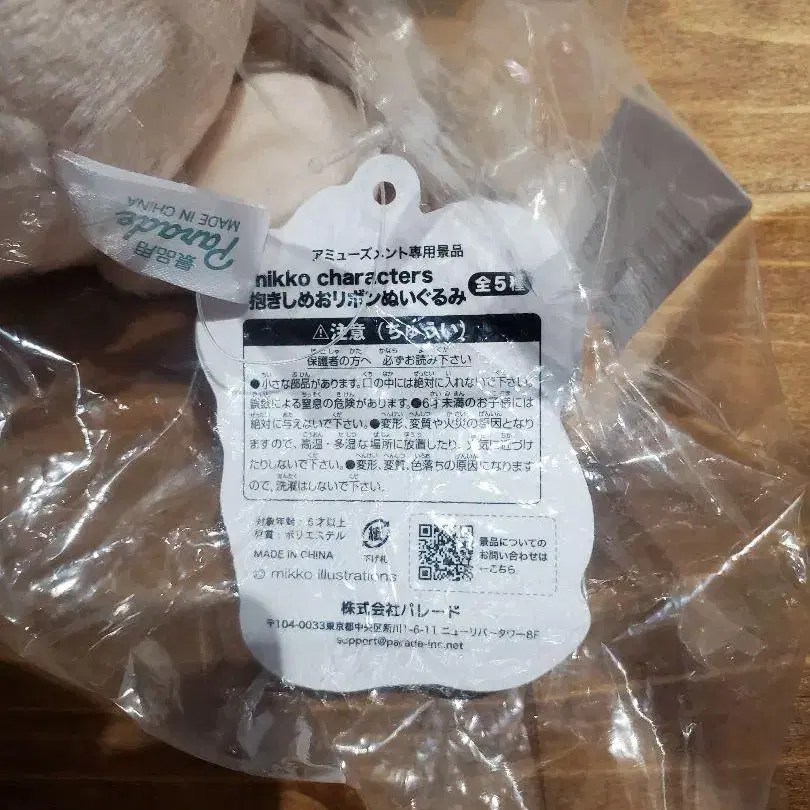 アミューズメント専用景品
mikko characters
抱きしめおリボンぬいぐるみ 全5種
⚠注意（ちゅうい）
保護者の方へ 必ずお読み下さい
●小さな部品があります。口の中には絶対に入れないで下さい。
誤飲による窒息の危険があります。●6才未満のお子様には
絶対に与えないで下さい。●変形、変質や火災の原因となり
ますので、高温・多湿な場所に放置したり、火気に近づけ
たりしないで下さい。●変形、変質、色落ちの原因になります
ので、洗濯はしないで下さい。
対象年齢：6才以上
材質：ポリエステル
MADE IN CHINA
© mikko illustrations
紙
下げ札
景品についての
お問い合わせは
←こちら
株式会社パレード
〒104-0033東京都中央区新川1-6-11 ニューリバータワー8F
support@parade-inc.net
景品用
Parade
MADE IN CHINA